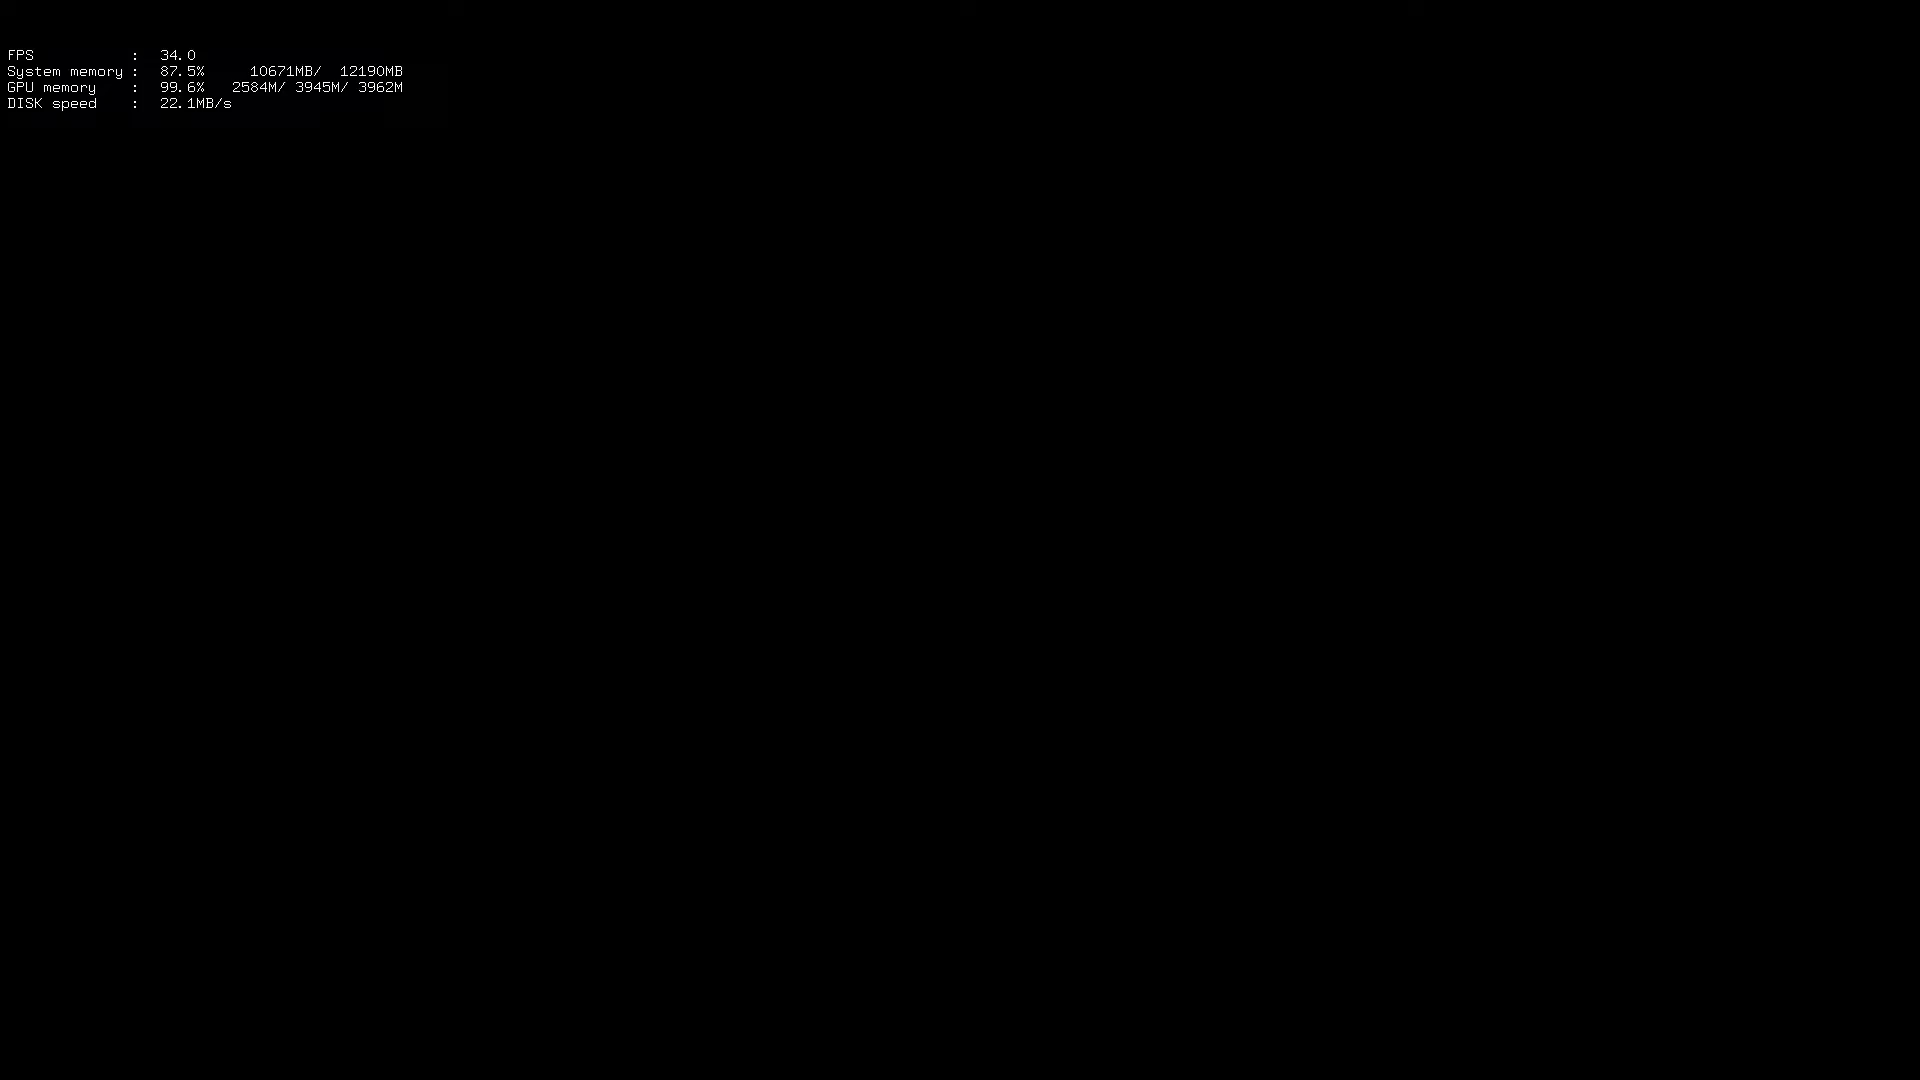 FPS : 34.0
System memory : 87.5% 10671MB/ 12190MB
GPU memory : 99.6% 2584M/ 3945M/ 3962M
DISK speed : 22.1MB/s